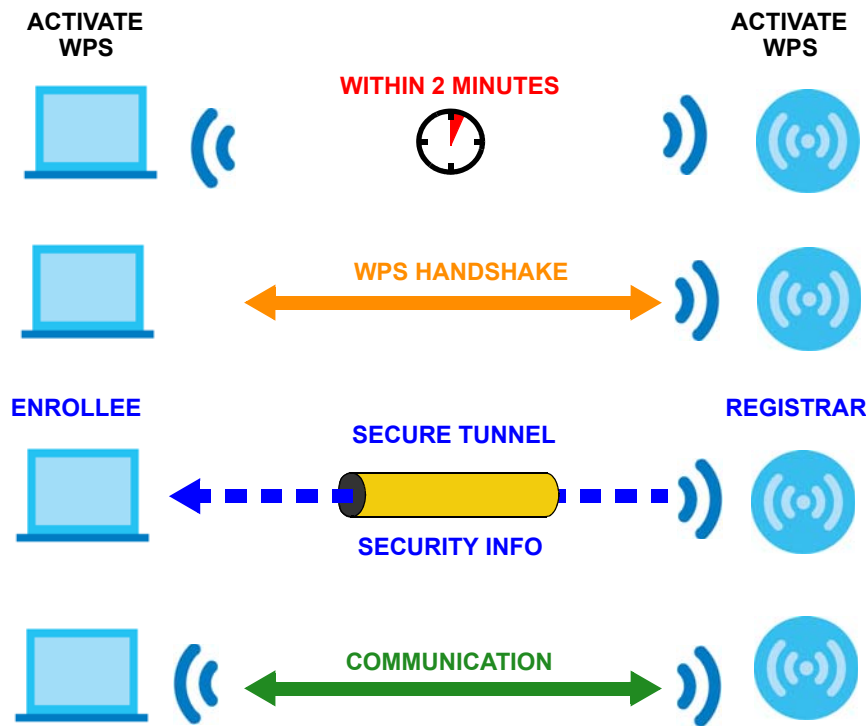 ACTIVATE
WPS
ACTIVATE
WPS
WITHIN 2 MINUTES
WPS HANDSHAKE
ENROLLEE
REGISTRAR
SECURE TUNNEL
SECURITY INFO
COMMUNICATION